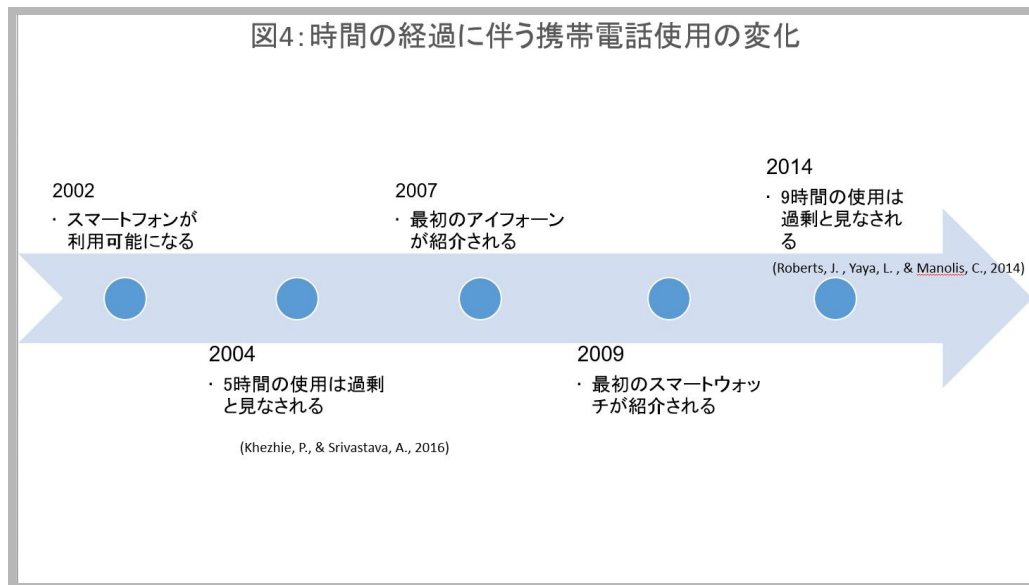 図4：時間の経過に伴う携帯電話使用の変化
2002
・ スマートフォンが
利用可能になる
2007
・ 最初のアイフォーン
が紹介される
2014
・ 9時間の使用は
過剰と見なされ
る
(Roberts, J. , Yaya, L. , & Manolis, C., 2014)
2004
・ 5時間の使用は過剰
と見なされる
(Khezhie, P., & Srivastava, A., 2016)
2009
・ 最初のスマートウォッ
チが紹介される